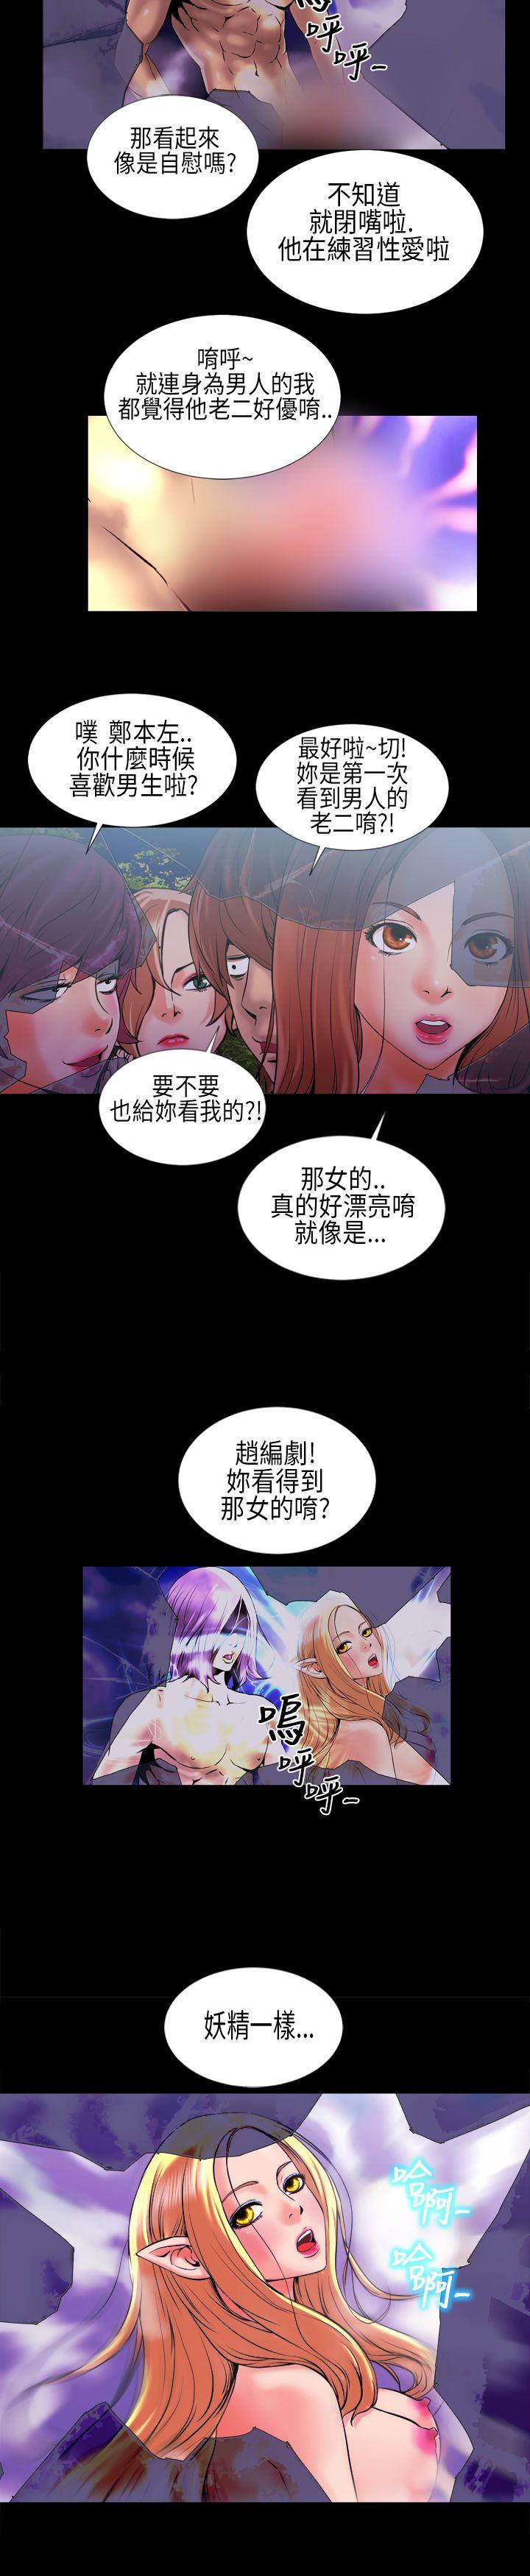 嗚
呼
呼~
那看起來
像是自慰嗎?
不知道
就閉嘴啦.
他在練習性愛啦
唷呼~
就連身為男人的我
都覺得他老二好優唷..
噗 鄭本左..
你什麼時候
喜歡男生啦?
最好啦~切!
妳是第一次
看到男人的
老二唷?!
要不要
也給妳看我的?!
那女的..
真的好漂亮唷
就像是...
趙編劇!
妳看得到
那女的唷?
嗚
呼
呼~
妖精一樣...
哈啊~
哈啊~